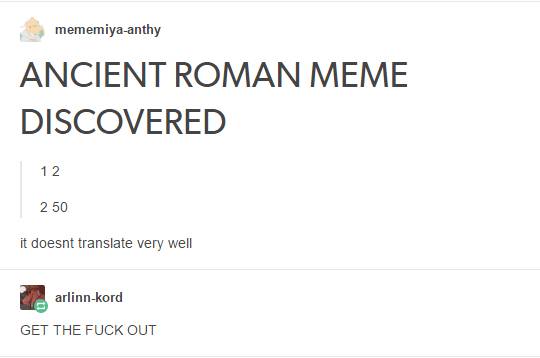 mememiya-anthy
ANCIENT ROMAN MEME
DISCOVERED
1 2
2 50
it doesnt translate very well
arlinn-kord
GET THE FUCK OUT